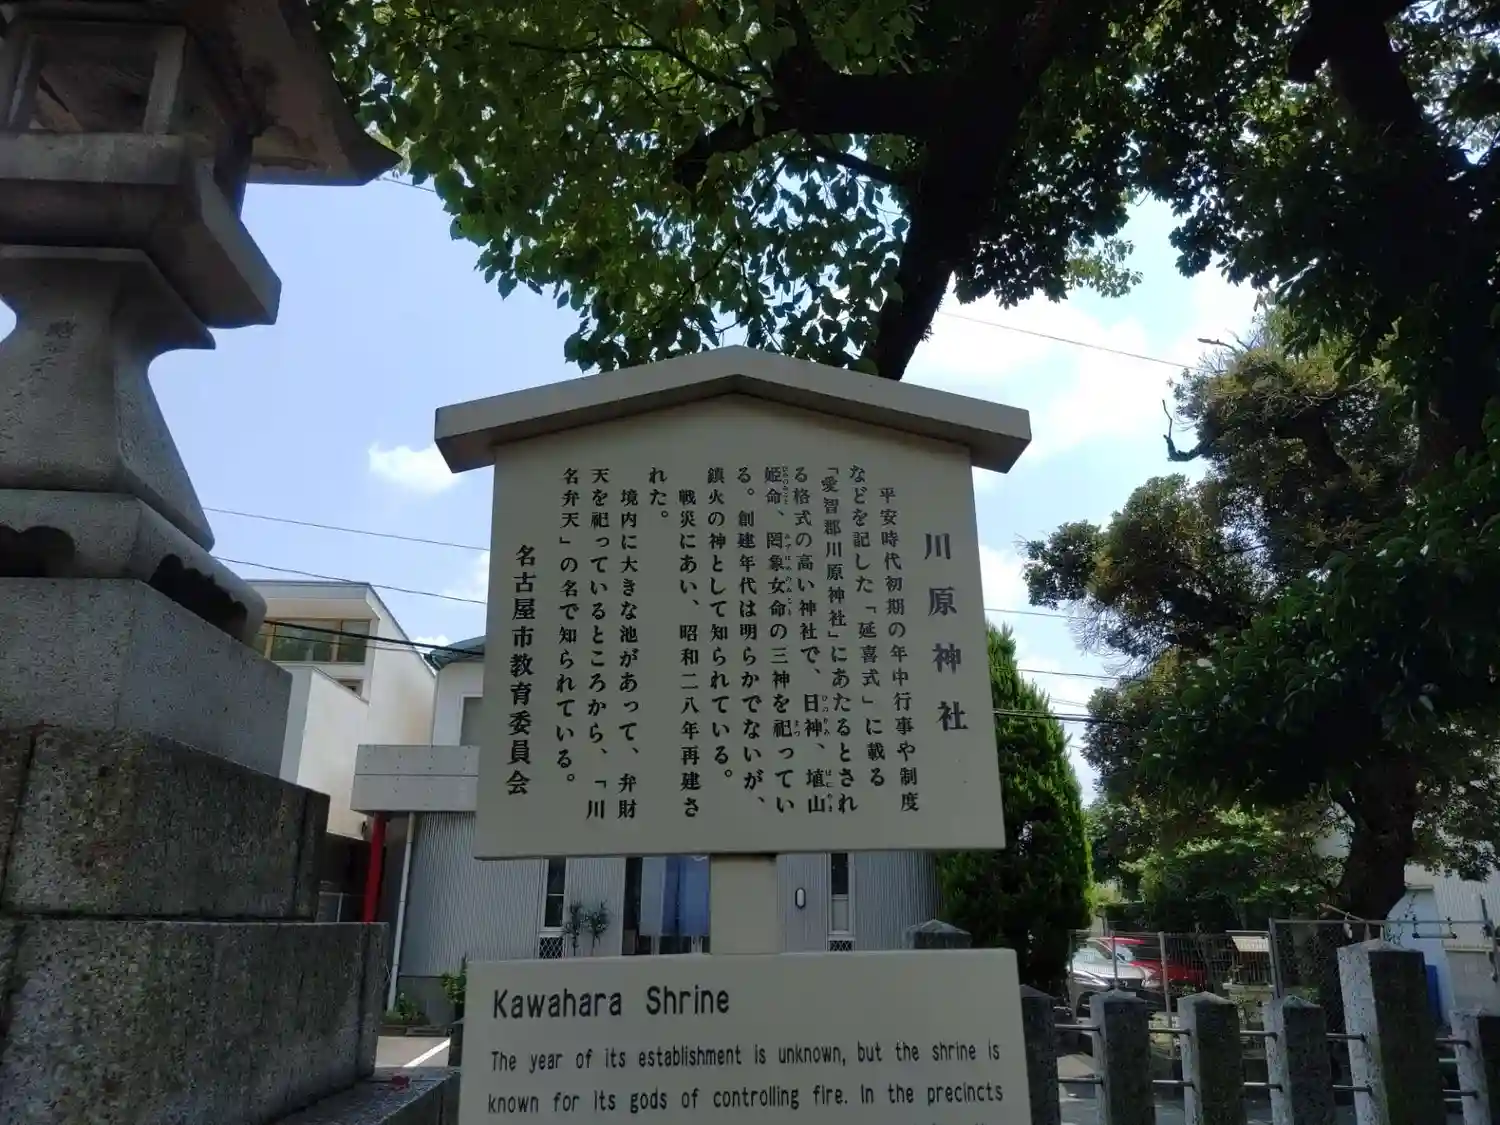 川原神社
平安時代初期の年中行事や制度
などを記した「延喜式」に載る
「愛智郡川原神社」にあたるとされ
る格式の高い神社で、日神、埴山
姫命、罔象女命の三神を祀ってい
る。創建年代は明らかでないが、
鎮火の神として知られている。
戦災にあい、昭和二八年再建さ
れた。
境内に大きな池があって、弁財
天を祀っているところから、「川
名弁天」の名で知られている。
名古屋市教育委員会
Kawahara Shrine
The year of its establishment is unknown, but the shrine is
known for its gods of controlling fire. In the precincts